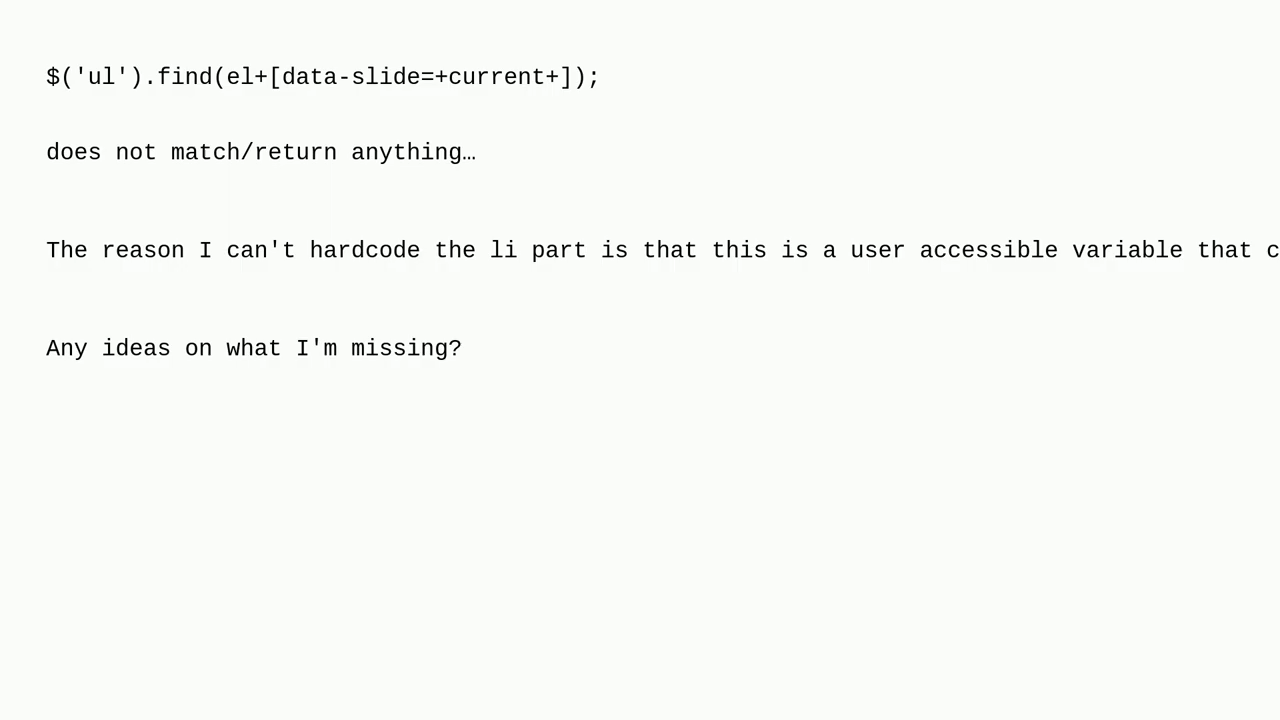 $('ul').find(el+[data-slide=+current+]);
does not match/return anything…
The reason I can't hardcode the li part is that this is a user accessible variable that
Any ideas on what I'm missing?